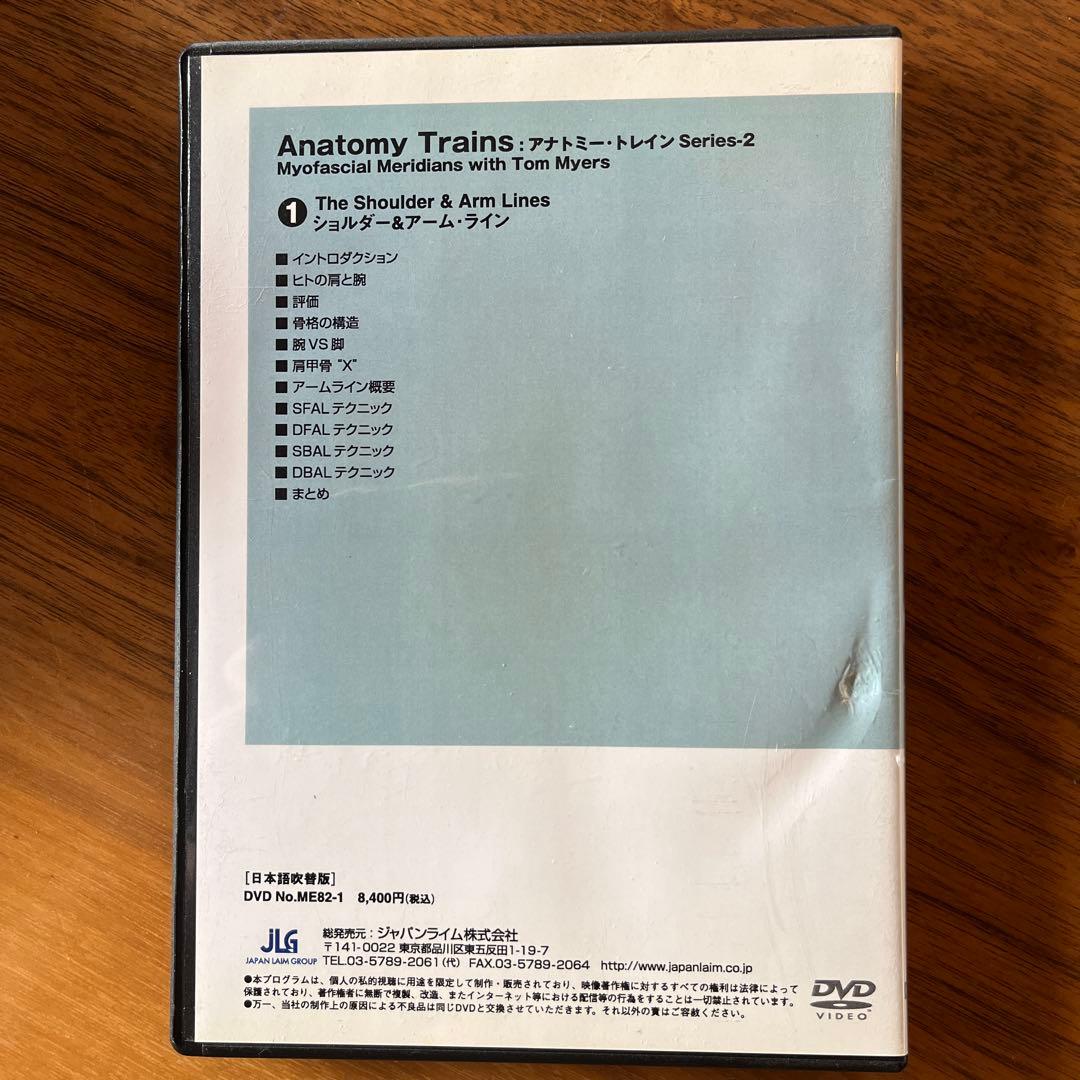 Anatomy Trains : アナトミー・トレイン Series-2
Myofascial Meridians with Tom Myers
❶ The Shoulder & Arm Lines
ショルダー&アーム・ライン
■ イントロダクション
■ ヒトの肩と腕
■ 評価
■ 骨格の構造
■ 腕 VS 脚
■ 肩甲骨 "X"
■ アームライン概要
■ SFAL テクニック
■ DFAL テクニック
■ SBAL テクニック
■ DBAL テクニック
■ まとめ
[日本語吹替版]
DVD No.ME82-1 8,400円(税込)
JLG
JAPAN LAIM GROUP
総発売元：ジャパンライム株式会社
〒141-0022 東京都品川区東五反田1-19-7
TEL.03-5789-2061(代) FAX.03-5789-2064 http://www.japanlaim.co.jp
●本プログラムは、個人の私的視聴に用途を限定して制作・販売されており、映像著作権に対するすべての権利は法律によって
保護されており、著作権者に無断で複製、改造、またインターネット等における配信等の行為をすることは一切禁止されています。
●万一、当社の制作上の原因による不良品は同じDVDと交換させていただきます。それ以外の責はご容赦ください。
DVD
VIDEO